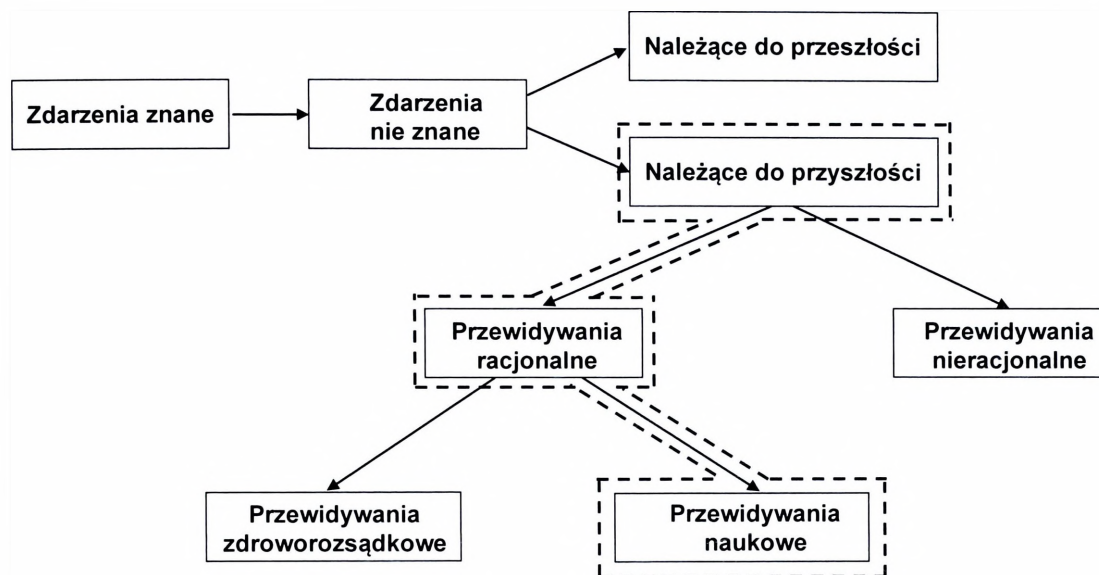 Należące do przeszłości
Zdarzenia znane
Zdarzenia
nie znane
Należące do przyszłości
Przewidywania
racjonalne
Przewidywania
nieracjonalne
Przewidywania
zdroworozsądkowe
Przewidywania
naukowe